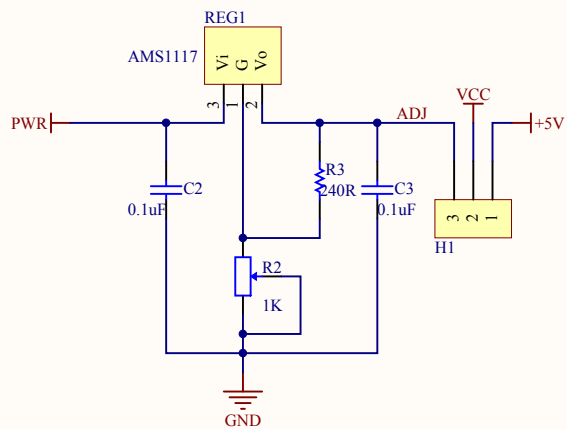 REG1
AMS1117
Vi
G
Vo
3
1
2
PWR
ADJ
VCC
+5V
C2
0.1uF
R3
240R
C3
0.1uF
3
2
1
H1
R2
1K
GND